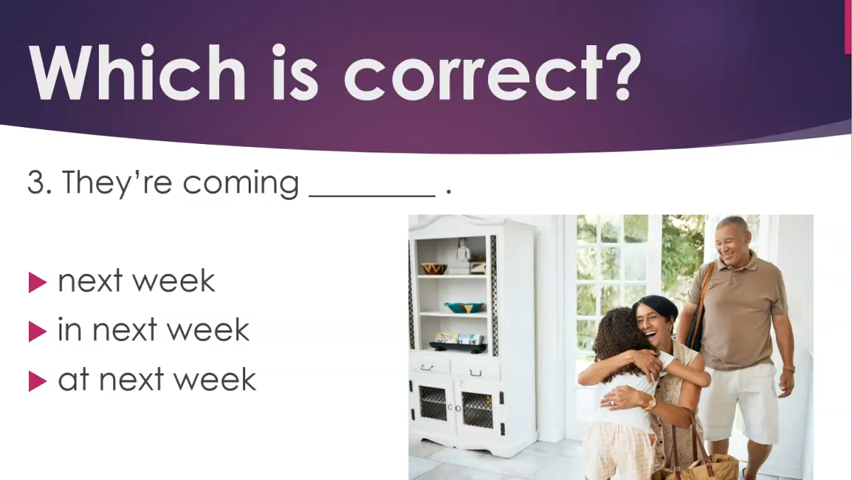 Which is correct?
3. They’re coming ________ .
next week
in next week
at next week